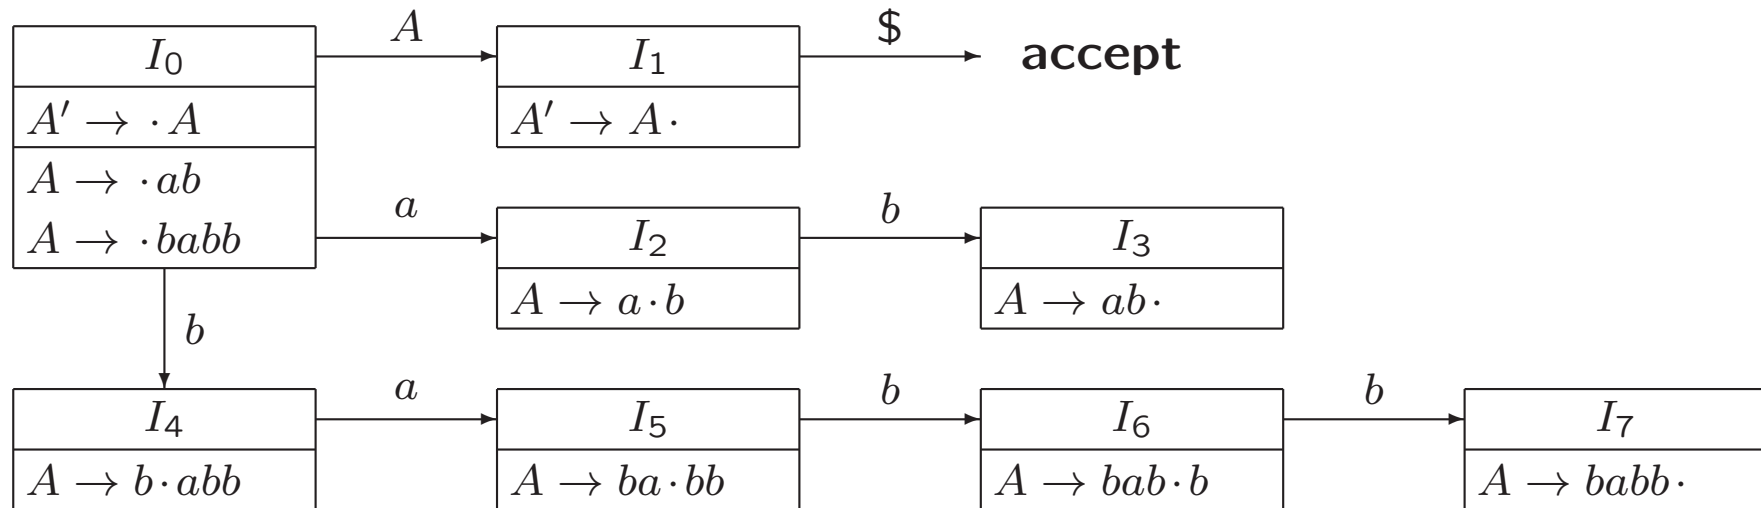 A
$
I₀
I₁
accept
A′ → ·A
A′ → A·
A → ·ab
A → ·babb
a
b
I₂
I₃
A → a·b
A → ab·
b
a
b
b
I₄
I₅
I₆
I₇
A → b·abb
A → ba·bb
A → bab·b
A → babb·